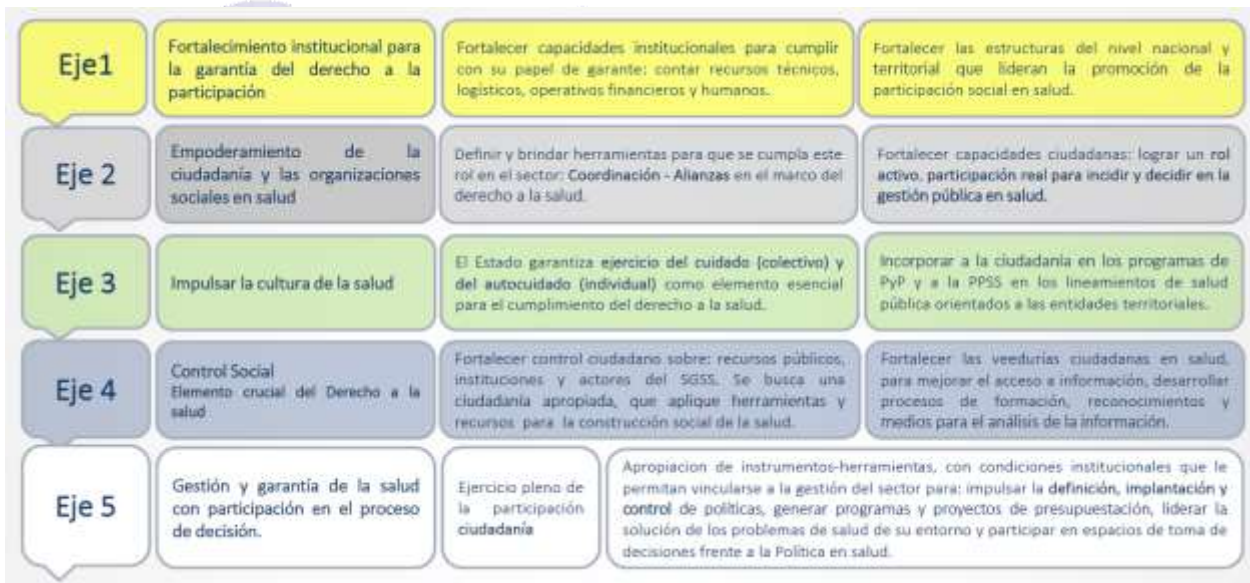 Eje1
Fortalecimiento institucional para
la garantía del derecho a la
participación
Fortalecer capacidades institucionales para cumplir
con su papel de garante: contar recursos técnicos,
logísticos, operativos financieros y humanos.
Fortalecer las estructuras del nivel nacional y
territorial que lideran la promoción de la
participación social en salud.
Eje 2
Empoderamiento de la
ciudadanía y las organizaciones
sociales en salud
Definir y brindar herramientas para que se cumpla este
rol en el sector: Coordinación - Alianzas en el marco del
derecho a la salud.
Fortalecer capacidades ciudadanas: lograr un rol
activo, participación real para incidir y decidir en la
gestión pública en salud.
Eje 3
Impulsar la cultura de la salud
El Estado garantiza ejercicio del cuidado (colectivo) y
del autocuidado (individual) como elemento esencial
para el cumplimiento del derecho a la salud.
Incorporar a la ciudadanía en los programas de
PyP y a la PPSS en los lineamientos de salud
pública orientados a las entidades territoriales.
Eje 4
Control Social
Elemento crucial del Derecho a la
salud
Fortalecer control ciudadano sobre: recursos públicos,
instituciones y actores del SGSS. Se busca una
ciudadanía apropiada, que aplique herramientas y
recursos para la construcción social de la salud.
Fortalecer las veedurías ciudadanas en salud,
para mejorar el acceso a información, desarrollar
procesos de formación, reconocimientos y
medios para el análisis de la información.
Eje 5
Gestión y garantía de la salud
con participación en el proceso
de decisión.
Ejercicio pleno de
la participación
ciudadanía
Apropiacion de instrumentos-herramientas, con condiciones institucionales que le
permitan vincularse a la gestión del sector para: impulsar la definición, implantación y
control de políticas, generar programas y proyectos de presupuestación, liderar la
solución de los problemas de salud de su entorno y participar en espacios de toma de
decisiones frente a la Política en salud.